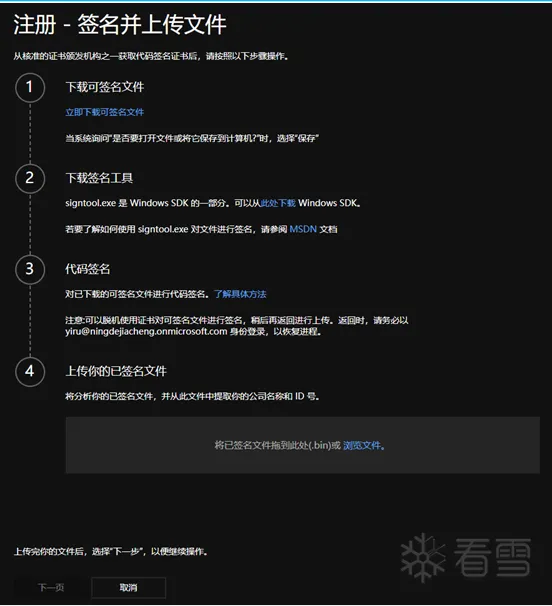 注册 - 签名并上传文件
从核准的证书颁发机构之一获取代码签名证书后，请按照以下步骤操作。
1
下载可签名文件
立即下载可签名文件
当系统询问“是否要打开文件或将它保存到计算机?”时，选择“保存”
2
下载签名工具
signtool.exe 是 Windows SDK 的一部分。可以从此处下载 Windows SDK。
若要了解如何使用 signtool.exe 对文件进行签名，请参阅 MSDN 文档
3
代码签名
对已下载的可签名文件进行代码签名。了解具体方法
注意:可以脱机使用证书对可签名文件进行签名，稍后再返回进行上传。返回时，请务必以
yiru@ningdejiacheng.onmicrosoft.com 身份登录，以恢复进程。
4
上传你的已签名文件
将分析你的已签名文件，并从此文件中提取你的公司名称和 ID 号。
将已签名文件拖到此处(.bin)或 浏览文件。
上传完你的文件后，选择“下一步”，以便继续操作。
看雪
下一页
取消